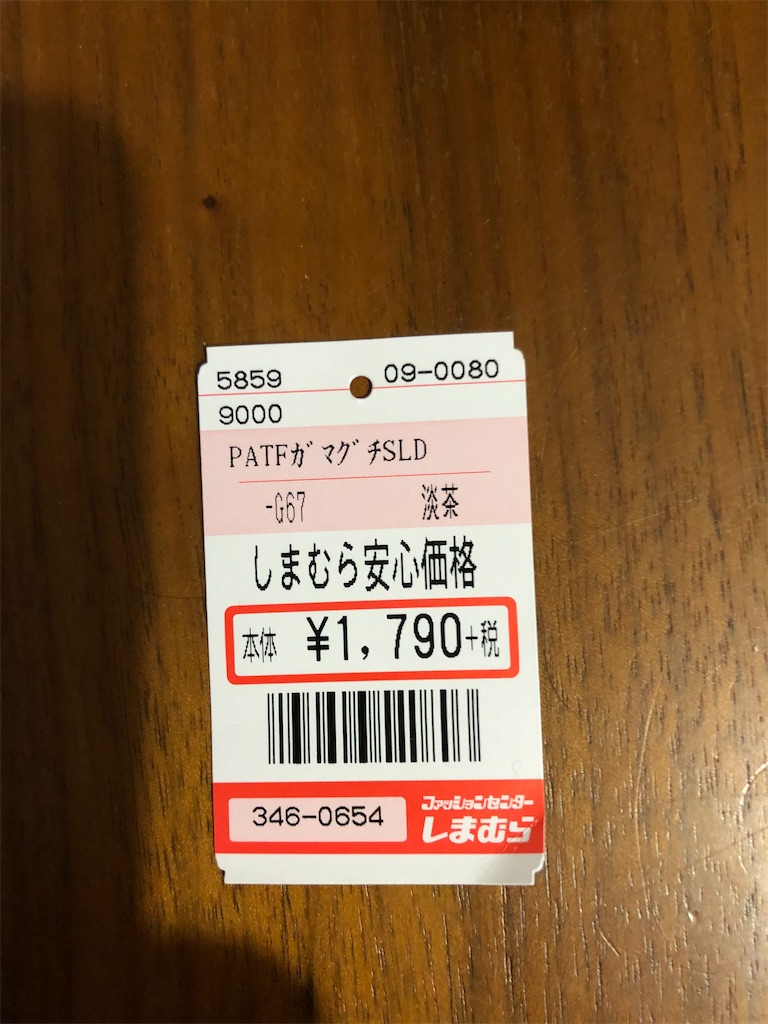 5859 09-0080
9000
PATFガマグチSLD
-G67 淡茶
しまむら安心価格
本体 ¥1,790+税
346-0654
ファッションセンター
しまむら